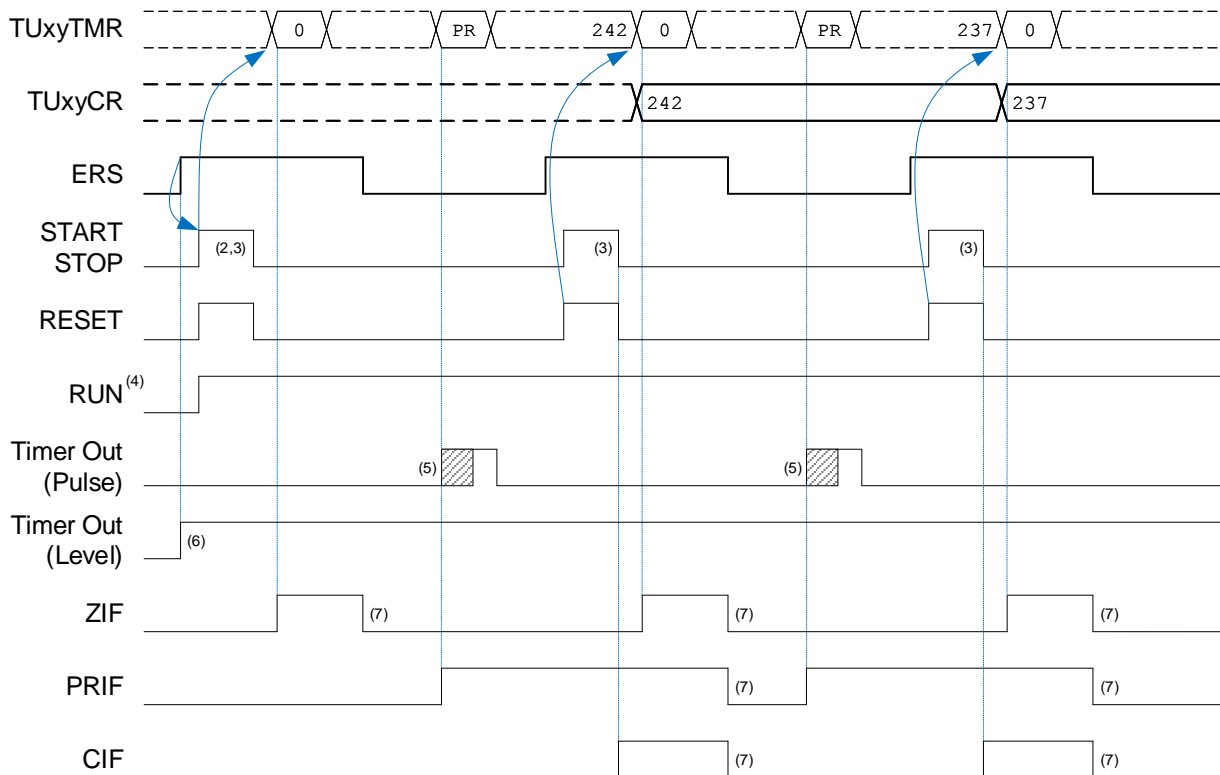 TUxyTMR 0 PR 242 0 PR 237 0
TUxyCR 242 237
ERS
START
STOP
(2,3) (3) (3)
RESET
RUN (4)
Timer Out
(Pulse)
(5) (5)
Timer Out
(Level)
(6)
ZIF (7) (7) (7)
PRIF (7) (7)
CIF (7) (7)